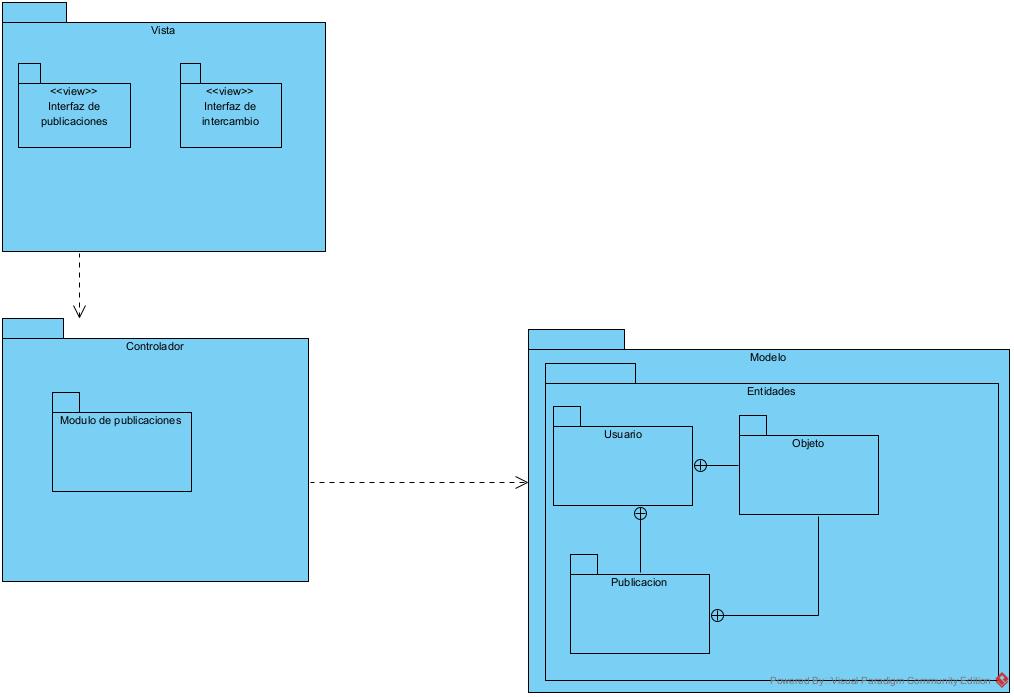 Vista
<<view>>
Interfaz de
publicaciones
<<view>>
Interfaz de
intercambio
Controlador
Modulo de publicaciones
Modelo
Entidades
Usuario
Objeto
Publicacion
Powered By Visual Paradigm Community Edition